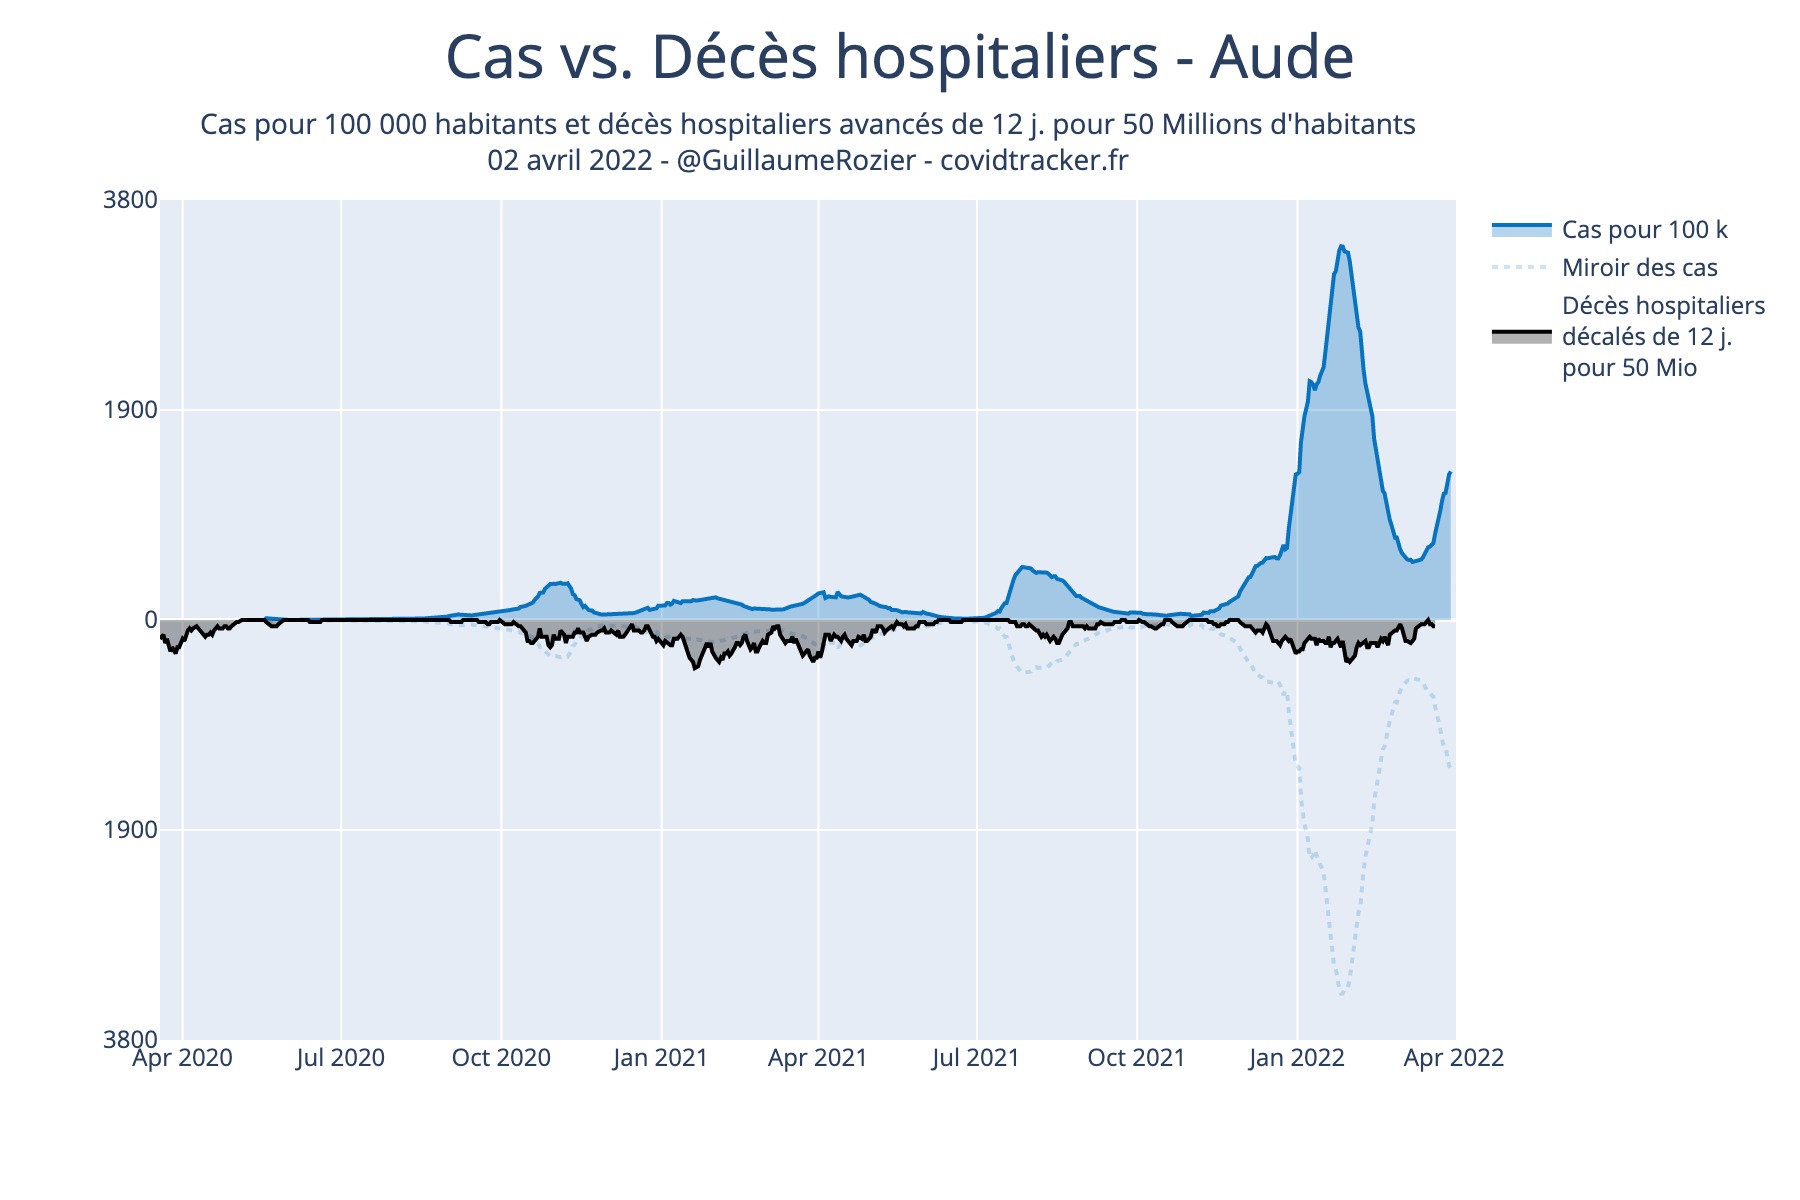 Cas vs. Décès hospitaliers - Aude
Cas pour 100 000 habitants et décès hospitaliers avancés de 12 j. pour 50 Millions d'habitants
02 avril 2022 - @GuillaumeRozier - covidtracker.fr
3800
1900
0
1900
3800
Apr 2020
Jul 2020
Oct 2020
Jan 2021
Apr 2021
Jul 2021
Oct 2021
Jan 2022
Apr 2022
Cas pour 100 k
Miroir des cas
Décès hospitaliers
décalés de 12 j.
pour 50 Mio